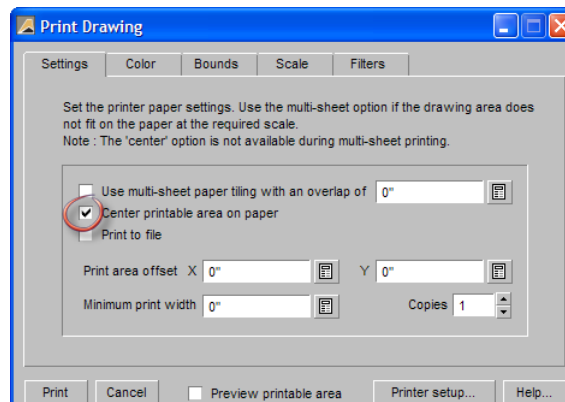 Print Drawing
Settings Color Bounds Scale Filters
Set the printer paper settings. Use the multi-sheet option if the drawing area does
not fit on the paper at the required scale.
Note : The 'center' option is not available during multi-sheet printing.
Use multi-sheet paper tiling with an overlap of 0"
Center printable area on paper
Print to file
Print area offset X 0" Y 0"
Minimum print width 0" Copies 1
Print Cancel Preview printable area Printer setup... Help...